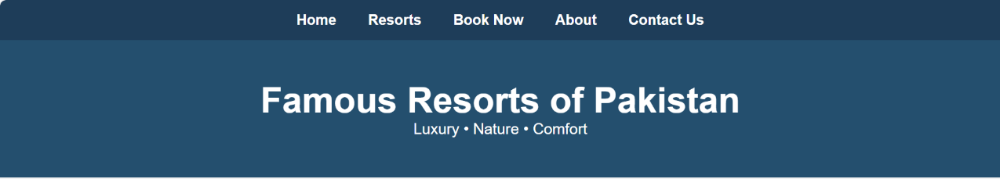 Home Resorts Book Now About Contact Us
Famous Resorts of Pakistan
Luxury • Nature • Comfort